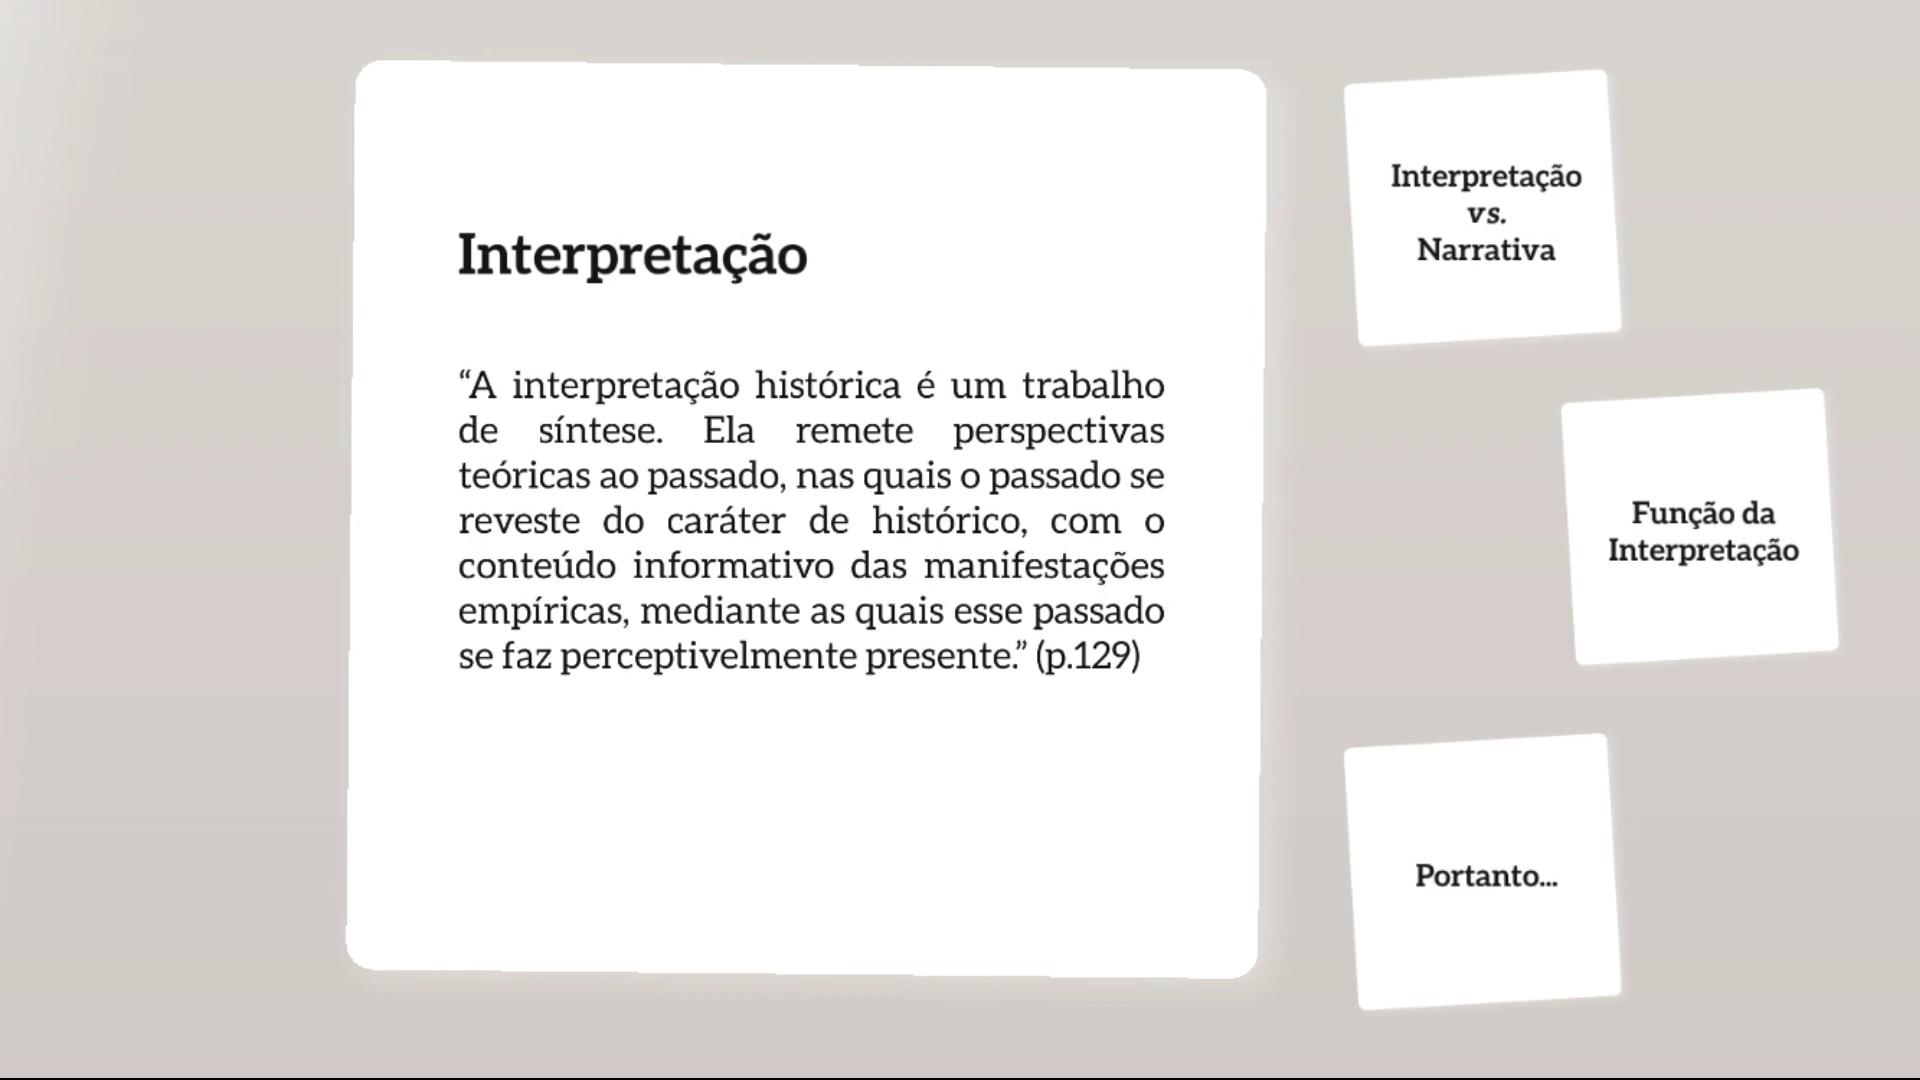 Interpretação
“A interpretação histórica é um trabalho
de síntese. Ela remete perspectivas
teóricas ao passado, nas quais o passado se
reveste do caráter de histórico, com o
conteúdo informativo das manifestações
empíricas, mediante as quais esse passado
se faz perceptivelmente presente.” (p.129)
Interpretação
vs.
Narrativa
Função da
Interpretação
Portanto...